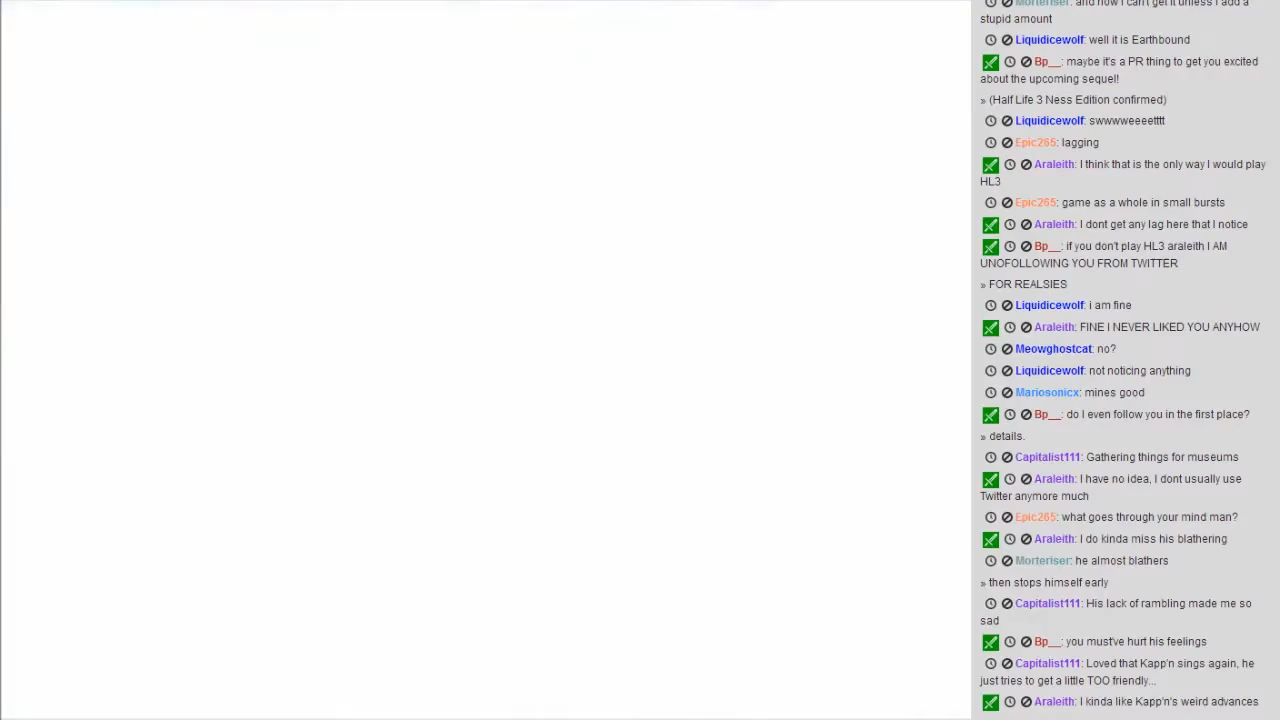 Morteriser: and now I can't get it unless I add a
stupid amount
Liquidicewolf: well it is Earthbound
Bp__: maybe it's a PR thing to get you excited
about the upcoming sequel!
» (Half Life 3 Ness Edition confirmed)
Liquidicewolf: swwwweeeetttt
Epic265: lagging
Araleith: I think that is the only way I would play
HL3
Epic265: game as a whole in small bursts
Araleith: I dont get any lag here that I notice
Bp__: if you don't play HL3 araleith I AM
UNOFOLLOWING YOU FROM TWITTER
» FOR REALSIES
Liquidicewolf: i am fine
Araleith: FINE I NEVER LIKED YOU ANYHOW
Meowghostcat: no?
Liquidicewolf: not noticing anything
Mariosonicx: mines good
Bp__: do I even follow you in the first place?
» details.
Capitalist111: Gathering things for museums
Araleith: I have no idea, I dont usually use
Twitter anymore much
Epic265: what goes through your mind man?
Araleith: I do kinda miss his blathering
Morteriser: he almost blathers
» then stops himself early
Capitalist111: His lack of rambling made me so
sad
Bp__: you must've hurt his feelings
Capitalist111: Loved that Kapp'n sings again, he
just tries to get a little TOO friendly...
Araleith: I kinda like Kapp'n's weird advances